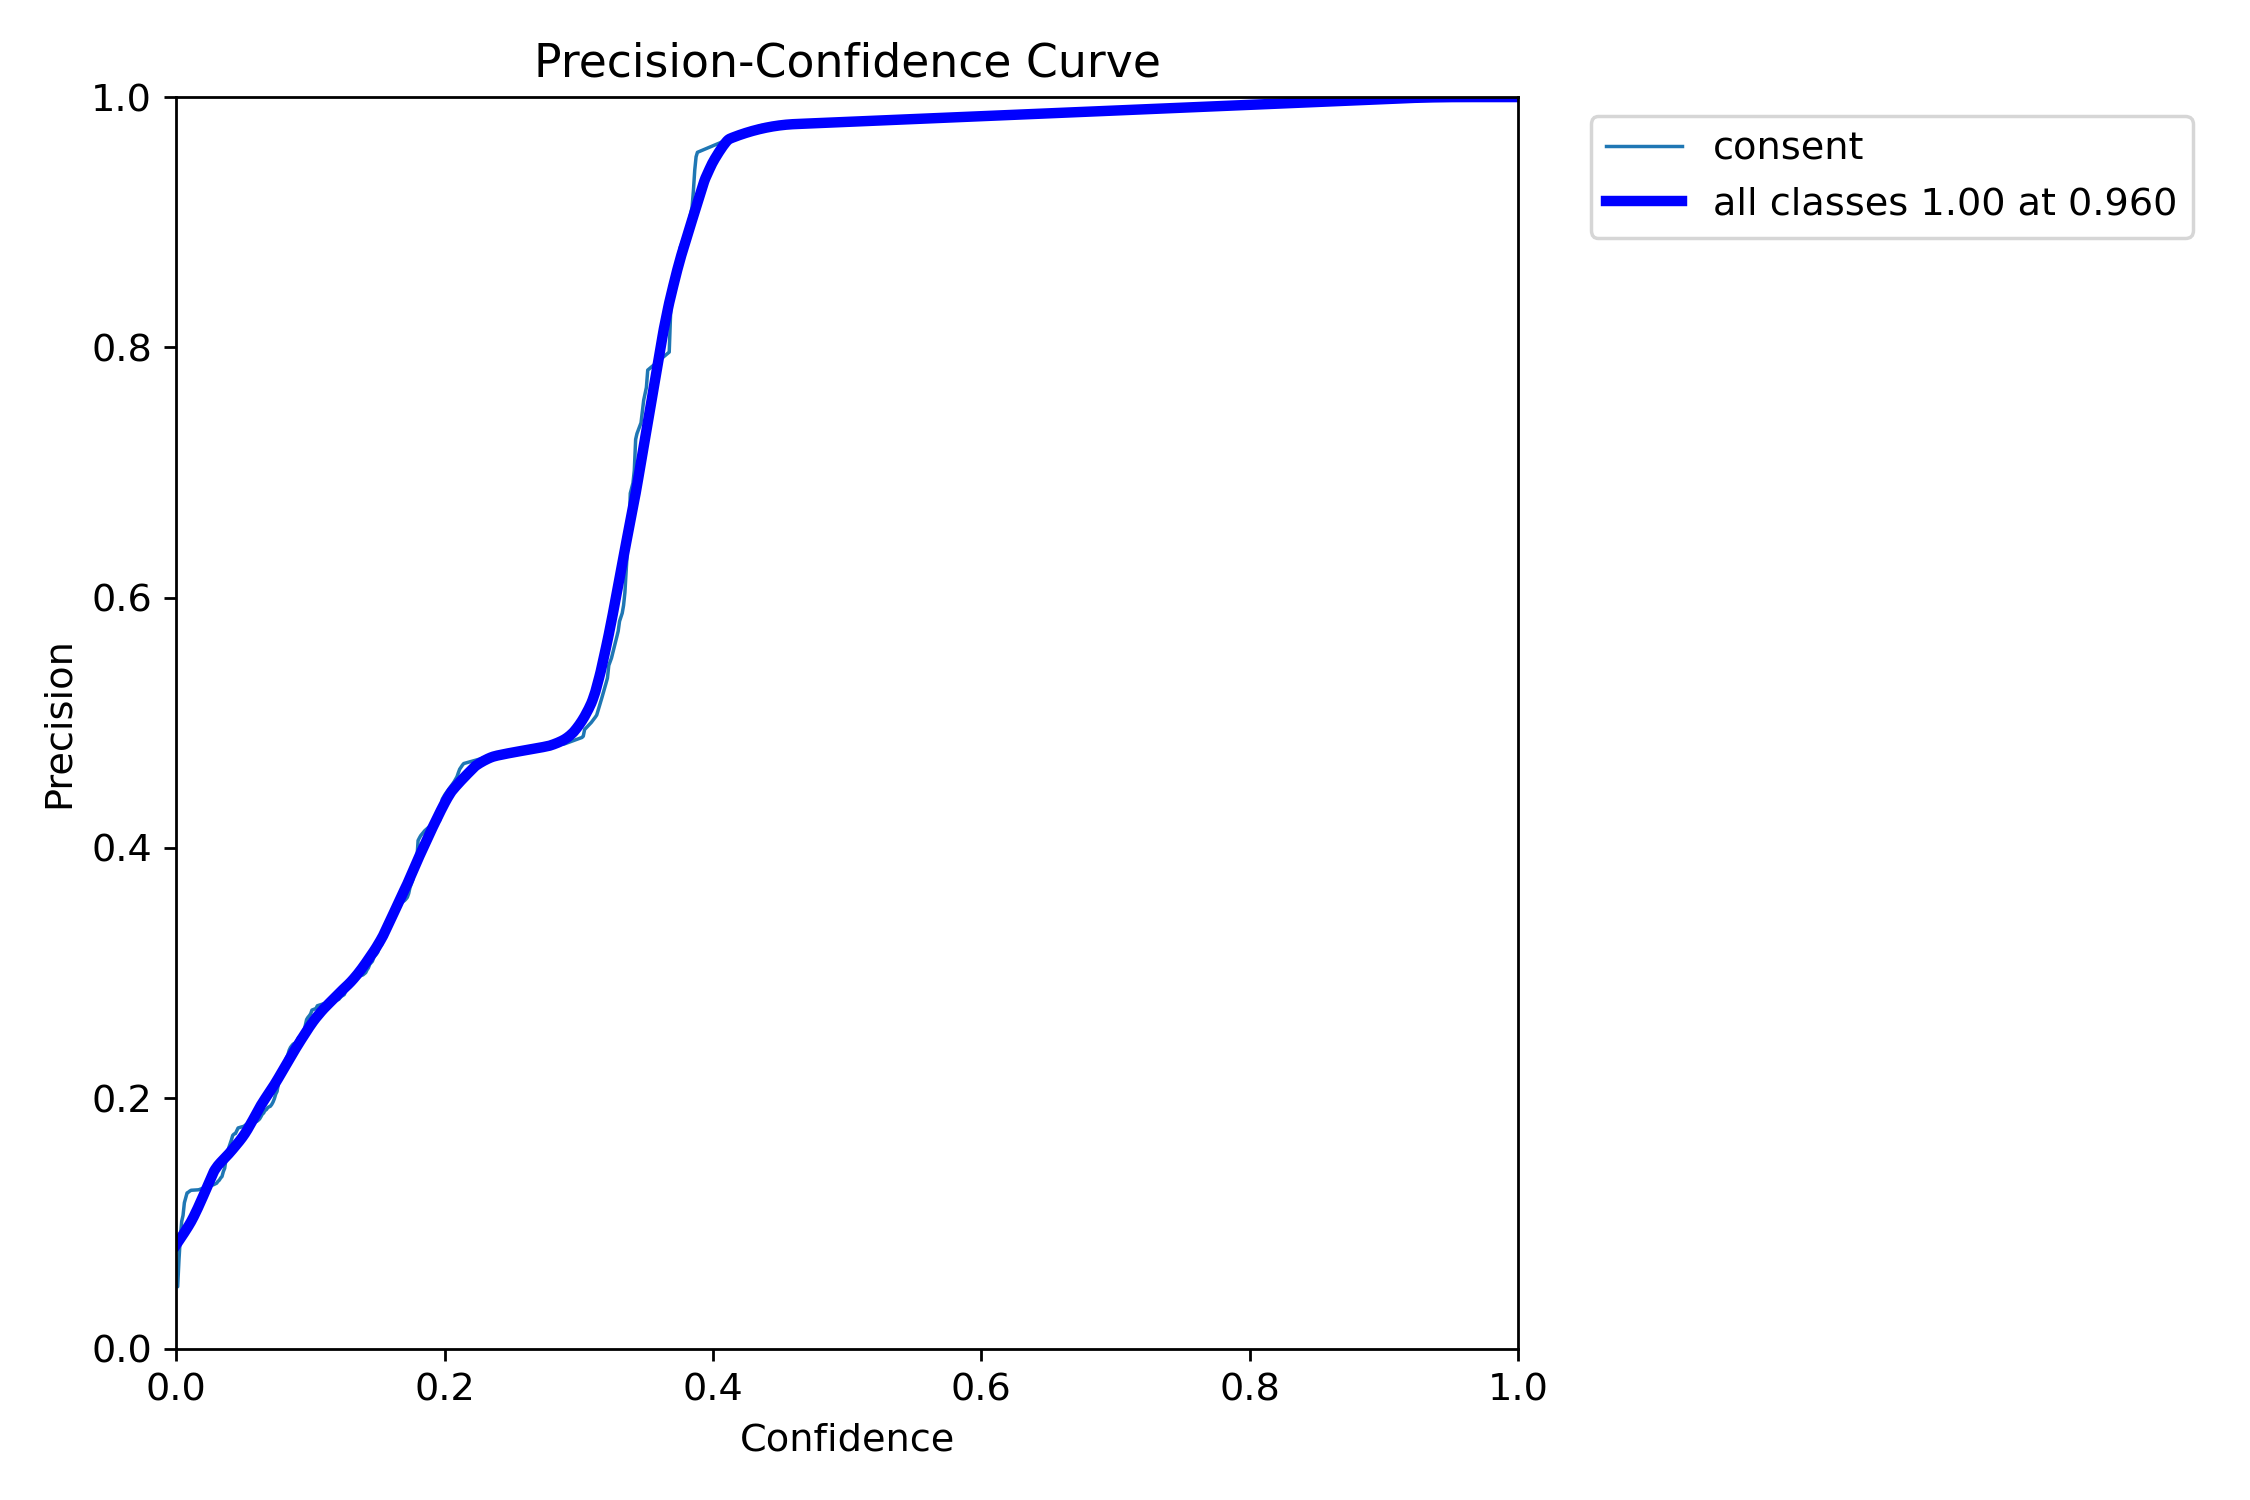 Precision-Confidence Curve
1.0
0.8
0.6
0.4
0.2
0.0
Precision
0.0 0.2 0.4 0.6 0.8 1.0
Confidence
consent
all classes 1.00 at 0.960